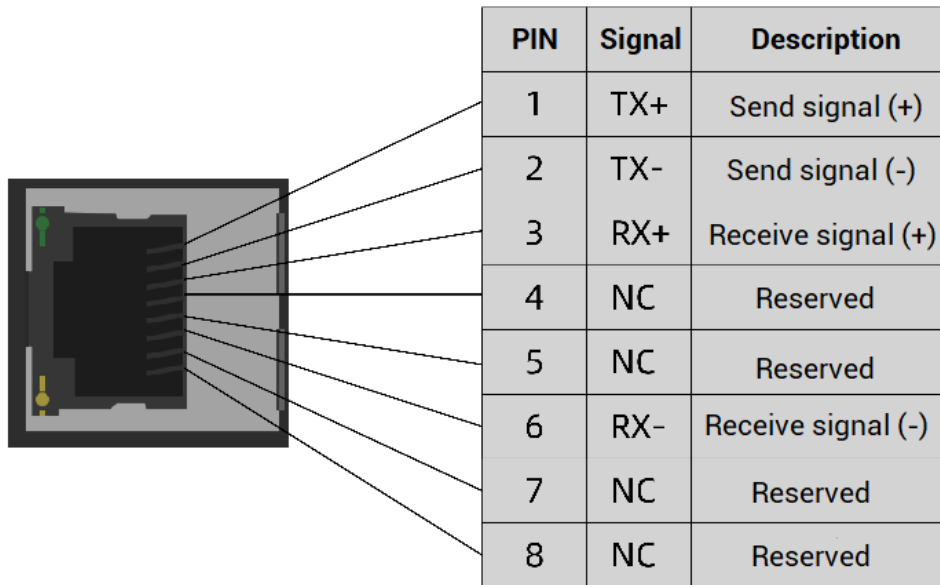 PIN Signal Description
1 TX+ Send signal (+)
2 TX- Send signal (-)
3 RX+ Receive signal (+)
4 NC Reserved
5 NC Reserved
6 RX- Receive signal (-)
7 NC Reserved
8 NC Reserved